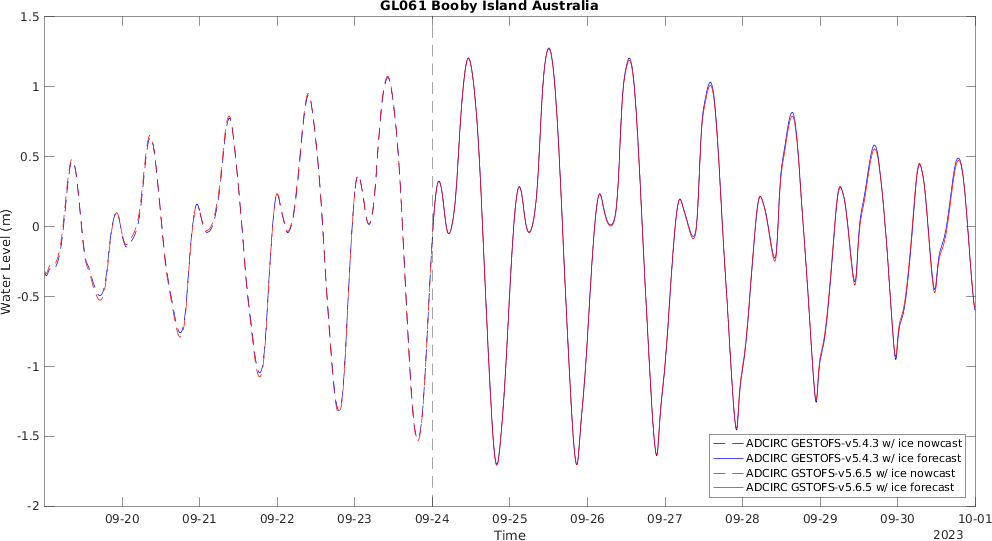 GL061 Booby Island Australia
1.5
1
0.5
0
-0.5
-1
-1.5
-2
Water Level (m)
09-20 09-21 09-22 09-23 09-24 09-25 09-26 09-27 09-28 09-29 09-30 10-01
Time
2023
ADCIRC GESTOFS-v5.4.3 w/ ice nowcast
ADCIRC GESTOFS-v5.4.3 w/ ice forecast
ADCIRC GSTOFS-v5.6.5 w/ ice nowcast
ADCIRC GSTOFS-v5.6.5 w/ ice forecast